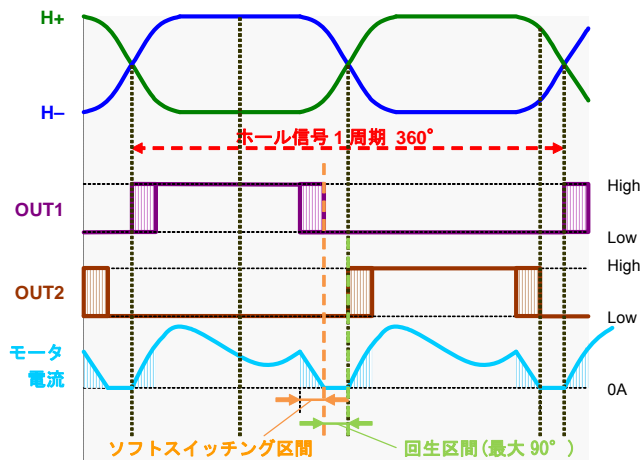 H+
H–
ホール信号1周期 360°
High
OUT1
Low
High
OUT2
Low
モータ
電流
0A
ソフトスイッチング区間
回生区間(最大90°)